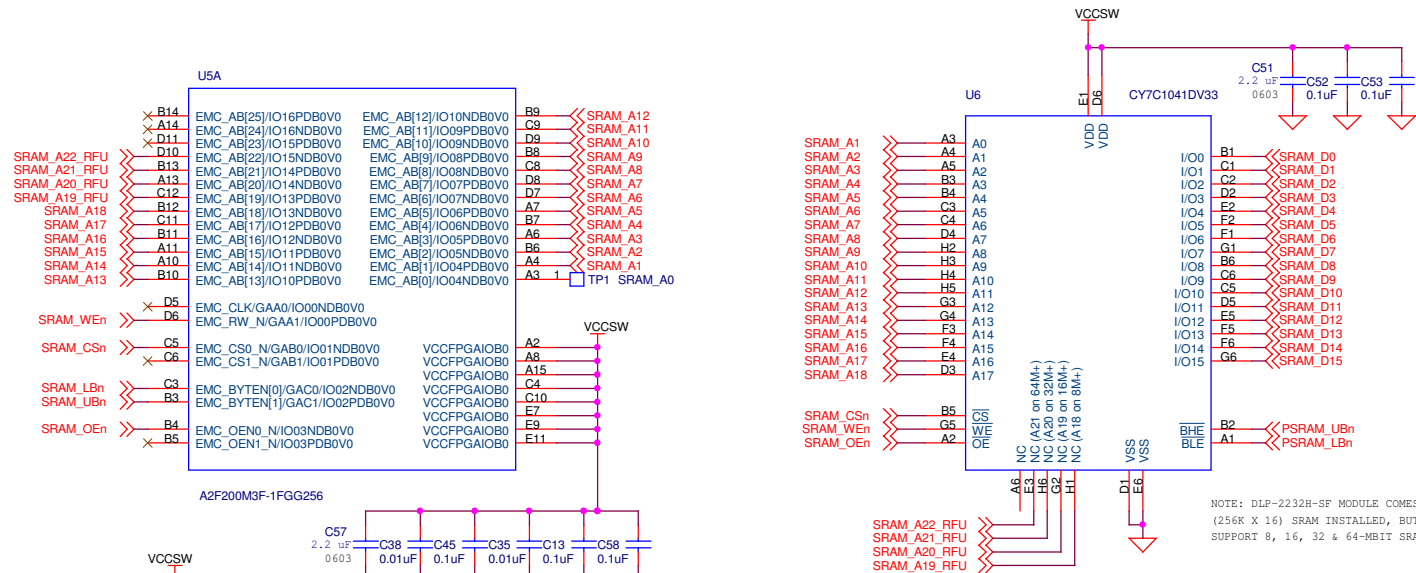 VCCSW
C51
2.2 uF
0603
C52
0.1uF
C53
0.1uF
U5A
B14 EMC_AB[25]/IO16PDB0V0 EMC_AB[12]/IO10NDB0V0 B9 SRAM_A12
A14 EMC_AB[24]/IO16NDB0V0 EMC_AB[11]/IO09PDB0V0 C9 SRAM_A11
D11 EMC_AB[23]/IO15PDB0V0 EMC_AB[10]/IO09NDB0V0 D9 SRAM_A10
SRAM_A22_RFU D10 EMC_AB[22]/IO15NDB0V0 EMC_AB[9]/IO08PDB0V0 B8 SRAM_A9
SRAM_A21_RFU B13 EMC_AB[21]/IO14PDB0V0 EMC_AB[8]/IO08NDB0V0 C8 SRAM_A8
SRAM_A20_RFU A13 EMC_AB[20]/IO14NDB0V0 EMC_AB[7]/IO07PDB0V0 D8 SRAM_A7
SRAM_A19_RFU C12 EMC_AB[19]/IO13PDB0V0 EMC_AB[6]/IO07NDB0V0 D7 SRAM_A6
SRAM_A18 B12 EMC_AB[18]/IO13NDB0V0 EMC_AB[5]/IO06PDB0V0 A7 SRAM_A5
SRAM_A17 C11 EMC_AB[17]/IO12PDB0V0 EMC_AB[4]/IO06NDB0V0 B7 SRAM_A4
SRAM_A16 B11 EMC_AB[16]/IO12NDB0V0 EMC_AB[3]/IO05PDB0V0 A6 SRAM_A3
SRAM_A15 A11 EMC_AB[15]/IO11PDB0V0 EMC_AB[2]/IO05NDB0V0 B6 SRAM_A2
SRAM_A14 A10 EMC_AB[14]/IO11NDB0V0 EMC_AB[1]/IO04PDB0V0 A4 SRAM_A1
SRAM_A13 B10 EMC_AB[13]/IO10PDB0V0 EMC_AB[0]/IO04NDB0V0 A3 1 TP1 SRAM_A0
D5 EMC_CLK/GAA0/IO00NDB0V0
SRAM_WEn D6 EMC_RW_N/GAA1/IO00PDB0V0
VCCSW
SRAM_CSn C5 EMC_CS0_N/GAB0/IO01NDB0V0 VCCFPGAIOB0 A2
C6 EMC_CS1_N/GAB1/IO01PDB0V0 VCCFPGAIOB0 A8
VCCFPGAIOB0 A15
SRAM_LBn C3 EMC_BYTEN[0]/GAC0/IO02NDB0V0 VCCFPGAIOB0 C4
SRAM_UBn B3 EMC_BYTEN[1]/GAC1/IO02PDB0V0 VCCFPGAIOB0 C10
VCCFPGAIOB0 E7
SRAM_OEn B4 EMC_OEN0_N/IO03NDB0V0 VCCFPGAIOB0 E9
B5 EMC_OEN1_N/IO03PDB0V0 VCCFPGAIOB0 E11
A2F200M3F-1FGG256
C57
2.2 uF
0603
C38
0.01uF
C45
0.1uF
C35
0.01uF
C13
0.1uF
C58
0.1uF
VCCSW
U6
CY7C1041DV33
E1 VDD
D6 VDD
SRAM_A1 A3 A0
SRAM_A2 A4 A1
SRAM_A3 A5 A2
SRAM_A4 B3 A3
SRAM_A5 B4 A4
SRAM_A6 C3 A5
SRAM_A7 C4 A6
SRAM_A8 D4 A7
SRAM_A9 H2 A8
SRAM_A10 H3 A9
SRAM_A11 H4 A10
SRAM_A12 H5 A11
SRAM_A13 G3 A12
SRAM_A14 G4 A13
SRAM_A15 F3 A14
SRAM_A16 F4 A15
SRAM_A17 E4 A16
SRAM_A18 D3 A17
SRAM_CSn B5 CS
SRAM_WEn G5 WE
SRAM_OEn A2 OE
I/O0 B1 SRAM_D0
I/O1 C1 SRAM_D1
I/O2 C2 SRAM_D2
I/O3 D2 SRAM_D3
I/O4 E2 SRAM_D4
I/O5 F2 SRAM_D5
I/O6 F1 SRAM_D6
I/O7 G1 SRAM_D7
I/O8 B6 SRAM_D8
I/O9 C6 SRAM_D9
I/O10 C5 SRAM_D10
I/O11 D5 SRAM_D11
I/O12 E5 SRAM_D12
I/O13 F5 SRAM_D13
I/O14 F6 SRAM_D14
I/O15 G6 SRAM_D15
BHE B2 PSRAM_UBn
BLE A1 PSRAM_LBn
NC A6
NC (A21 on 64M+) E3
NC (A20 on 32M+) H6
NC (A19 on 16M+) G2
NC (A18 on 8M+) H1
VSS D1
VSS E6
SRAM_A22_RFU
SRAM_A21_RFU
SRAM_A20_RFU
SRAM_A19_RFU
NOTE: DLP-2232H-SF MODULE COMES
(256K X 16) SRAM INSTALLED, BUT
SUPPORT 8, 16, 32 & 64-MBIT SRA